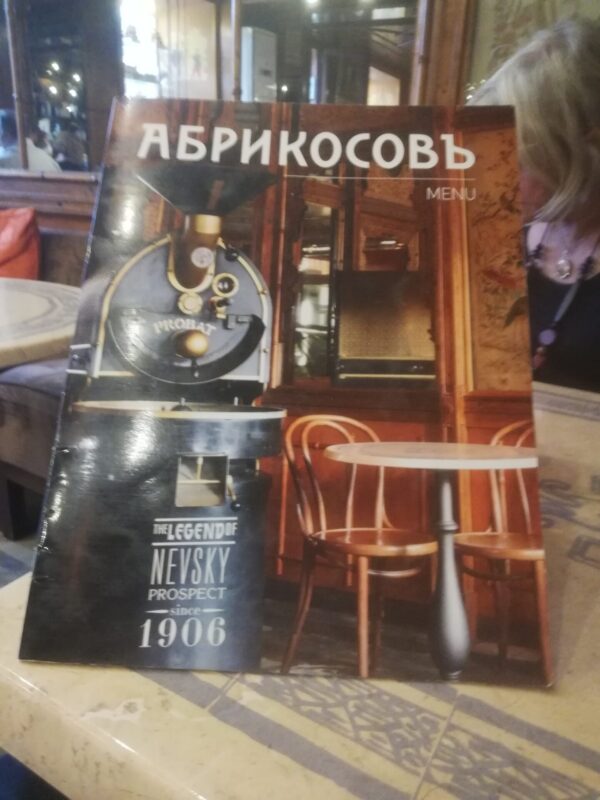 АБРИКОСОВЪ
MENU
PROBAT
THE LEGEND OF
NEVSKY
PROSPECT
since
1906